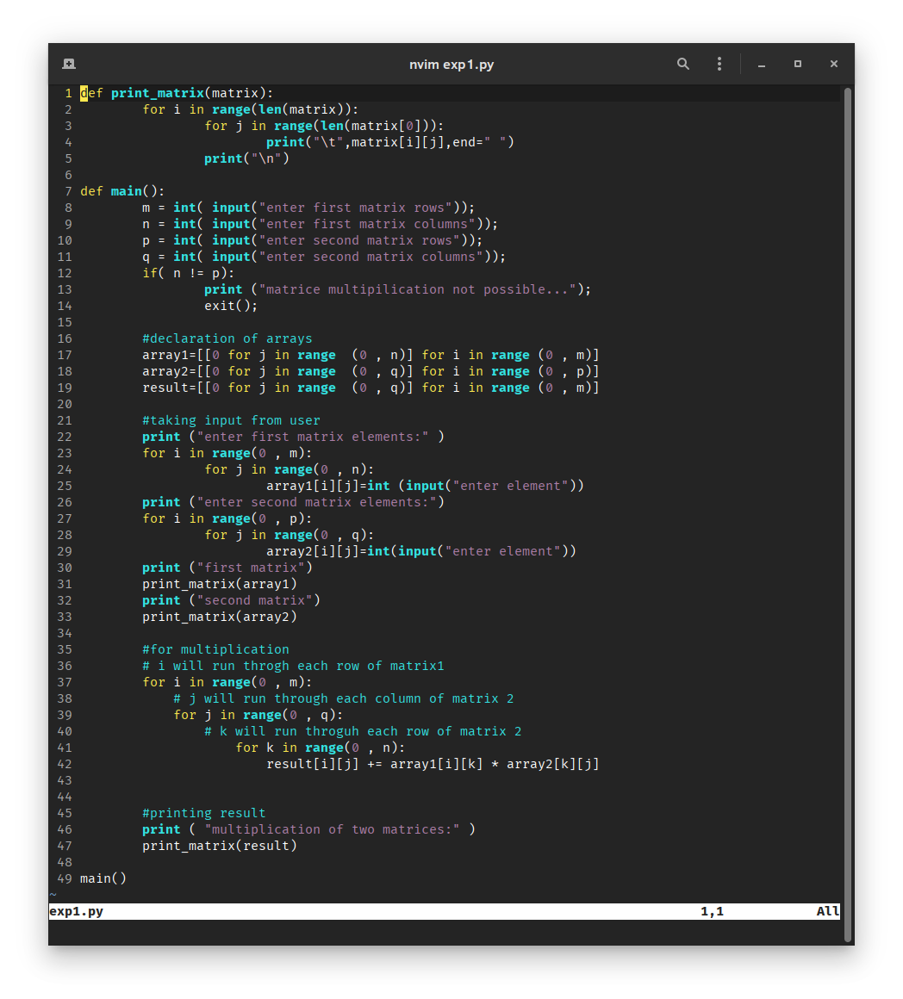 nvim exp1.py
1 def print_matrix(matrix):
2         for i in range(len(matrix)):
3                 for j in range(len(matrix[0])):
4                         print("\t",matrix[i][j],end=" ")
5                 print("\n")
6
7 def main():
8         m = int( input("enter first matrix rows"));
9         n = int( input("enter first matrix columns"));
10         p = int( input("enter second matrix rows"));
11         q = int( input("enter second matrix columns"));
12         if( n != p):
13                 print ("matrice multipilication not possible...");
14                 exit();
15
16         #declaration of arrays
17         array1=[[0 for j in range  (0 , n)] for i in range (0 , m)]
18         array2=[[0 for j in range  (0 , q)] for i in range (0 , p)]
19         result=[[0 for j in range  (0 , q)] for i in range (0 , m)]
20
21         #taking input from user
22         print ("enter first matrix elements:" )
23         for i in range(0 , m):
24                 for j in range(0 , n):
25                         array1[i][j]=int (input("enter element"))
26         print ("enter second matrix elements:")
27         for i in range(0 , p):
28                 for j in range(0 , q):
29                         array2[i][j]=int(input("enter element"))
30         print ("first matrix")
31         print_matrix(array1)
32         print ("second matrix")
33         print_matrix(array2)
34
35         #for multiplication
36         # i will run throgh each row of matrix1
37         for i in range(0 , m):
38             # j will run through each column of matrix 2
39             for j in range(0 , q):
40                 # k will run throguh each row of matrix 2
41                     for k in range(0 , n):
42                         result[i][j] += array1[i][k] * array2[k][j]
43
44
45         #printing result
46         print ( "multiplication of two matrices:" )
47         print_matrix(result)
48
49 main()
~
exp1.py 1,1 All